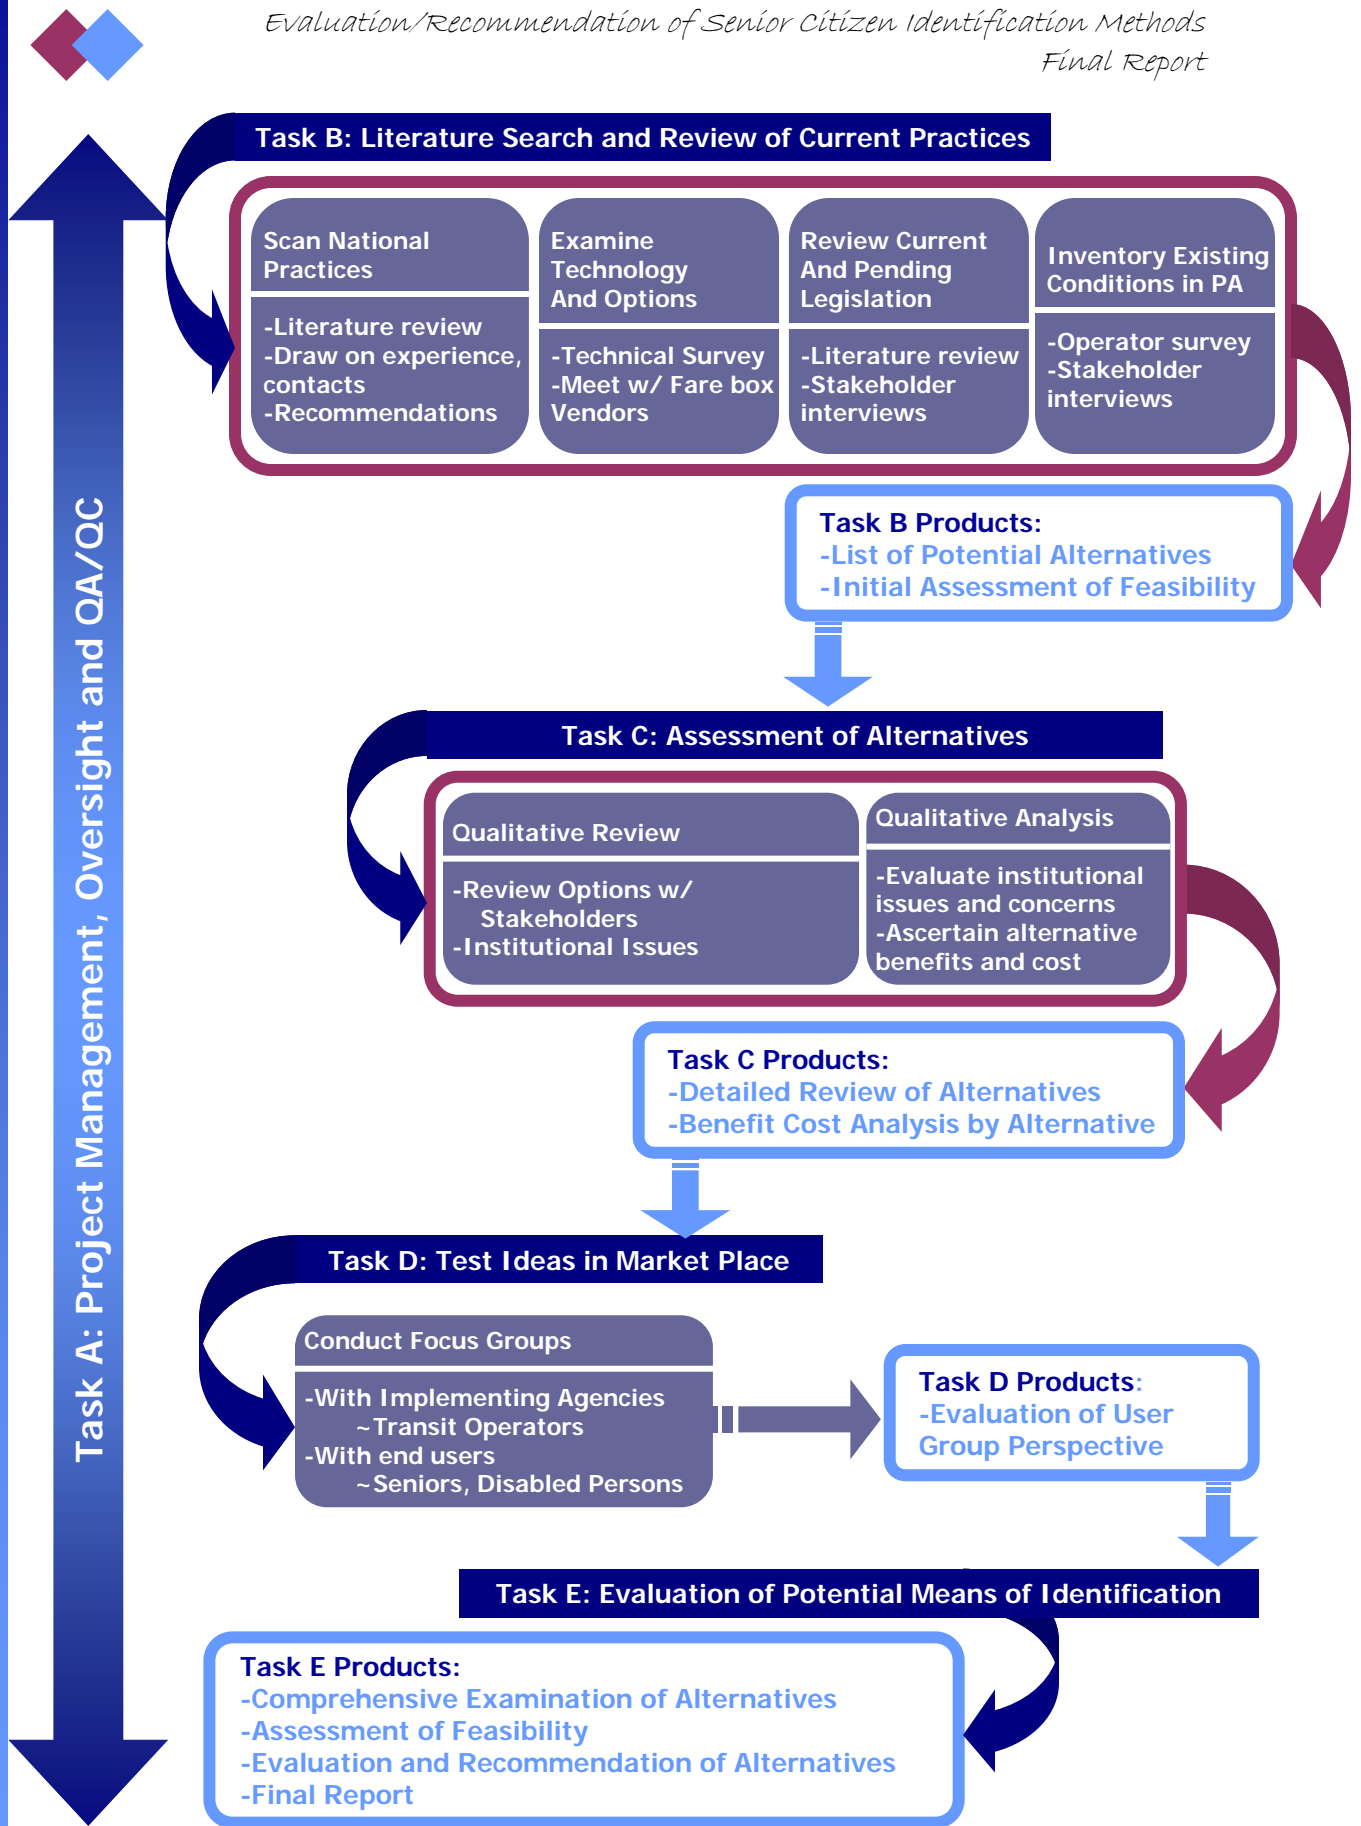 Evaluation/Recommendation of Senior Citizen Identification Methods
Final Report
Task A: Project Management, Oversight and QA/QC
Task B: Literature Search and Review of Current Practices
Scan National
Practices
-Literature review
-Draw on experience,
contacts
-Recommendations
Examine
Technology
And Options
-Technical Survey
-Meet w/ Fare box
Vendors
Review Current
And Pending
Legislation
-Literature review
-Stakeholder
interviews
Inventory Existing
Conditions in PA
-Operator survey
-Stakeholder
interviews
Task B Products:
-List of Potential Alternatives
-Initial Assessment of Feasibility
Task C: Assessment of Alternatives
Qualitative Review
-Review Options w/
Stakeholders
-Institutional Issues
Qualitative Analysis
-Evaluate institutional
issues and concerns
-Ascertain alternative
benefits and cost
Task C Products:
-Detailed Review of Alternatives
-Benefit Cost Analysis by Alternative
Task D: Test Ideas in Market Place
Conduct Focus Groups
-With Implementing Agencies
~Transit Operators
-With end users
~Seniors, Disabled Persons
Task D Products:
-Evaluation of User
Group Perspective
Task E: Evaluation of Potential Means of Identification
Task E Products:
-Comprehensive Examination of Alternatives
-Assessment of Feasibility
-Evaluation and Recommendation of Alternatives
-Final Report